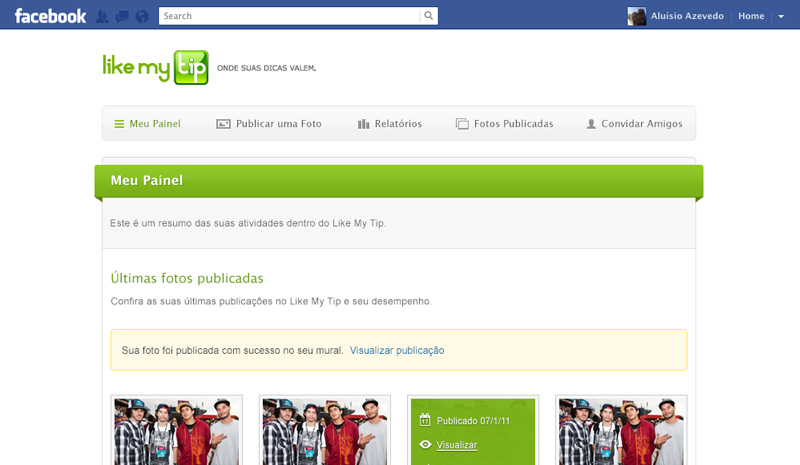 facebook Search Aluísio Azevedo Home
like my tip ONDE SUAS DICAS VALEM.
Meu Painel Publicar uma Foto Relatórios Fotos Publicadas Convidar Amigos
Meu Painel
Este é um resumo das suas atividades dentro do Like My Tip.
Últimas fotos publicadas
Confira as suas últimas publicações no Like My Tip e seu desempenho.
Sua foto foi publicada com sucesso no seu mural. Visualizar publicação
17 Publicado 07/1/11
Visualizar